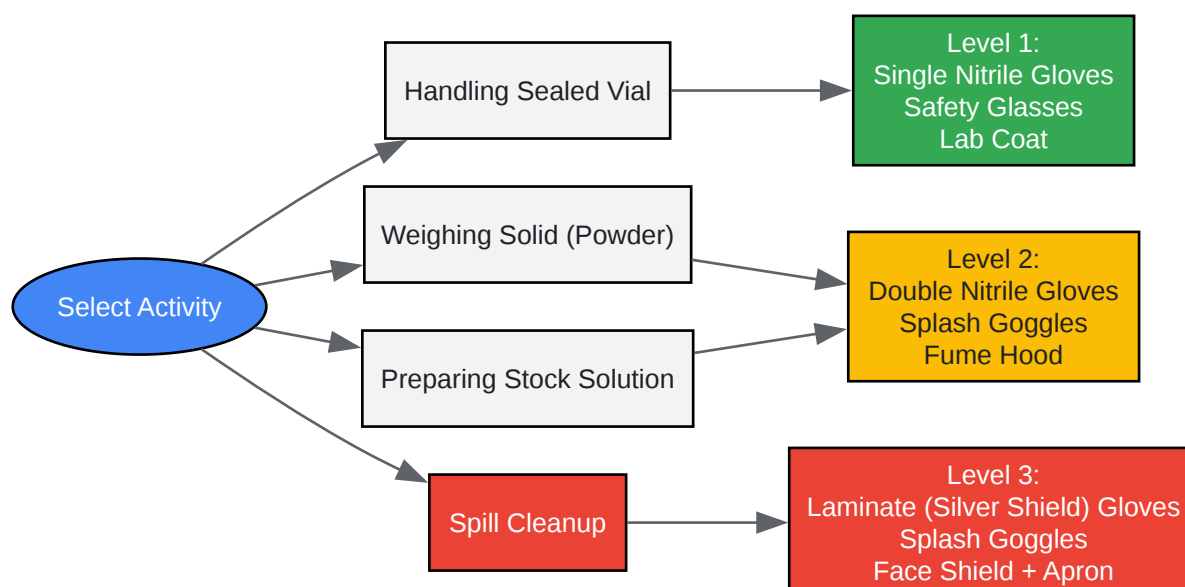 Select Activity
Handling Sealed Vial
Weighing Solid (Powder)
Preparing Stock Solution
Spill Cleanup
Level 1:
Single Nitrile Gloves
Safety Glasses
Lab Coat
Level 2:
Double Nitrile Gloves
Splash Goggles
Fume Hood
Level 3:
Laminate (Silver Shield) Gloves
Splash Goggles
Face Shield + Apron